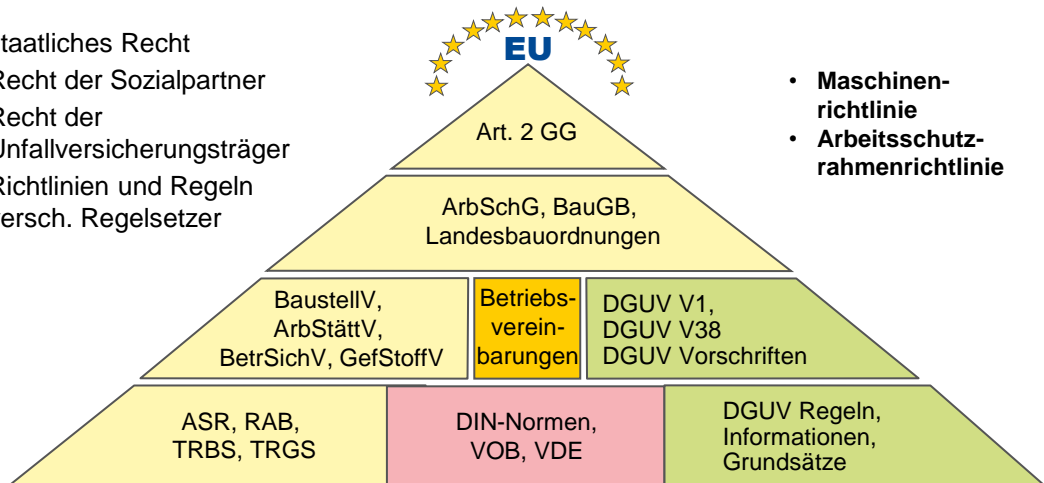 taatliches Recht
Recht der Sozialpartner
Recht der
Unfallversicherungsträger
Richtlinien und Regeln
versch. Regelsetzer
EU
• Maschinen-
richtlinie
• Arbeitsschutz-
rahmenrichtlinie
Art. 2 GG
ArbSchG, BauGB,
Landesbauordnungen
BaustellV,
ArbStättV,
BetrSichV, GefStoffV
Betriebs-
verein-
barungen
DGUV V1,
DGUV V38
DGUV Vorschriften
ASR, RAB,
TRBS, TRGS
DIN-Normen,
VOB, VDE
DGUV Regeln,
Informationen,
Grundsätze